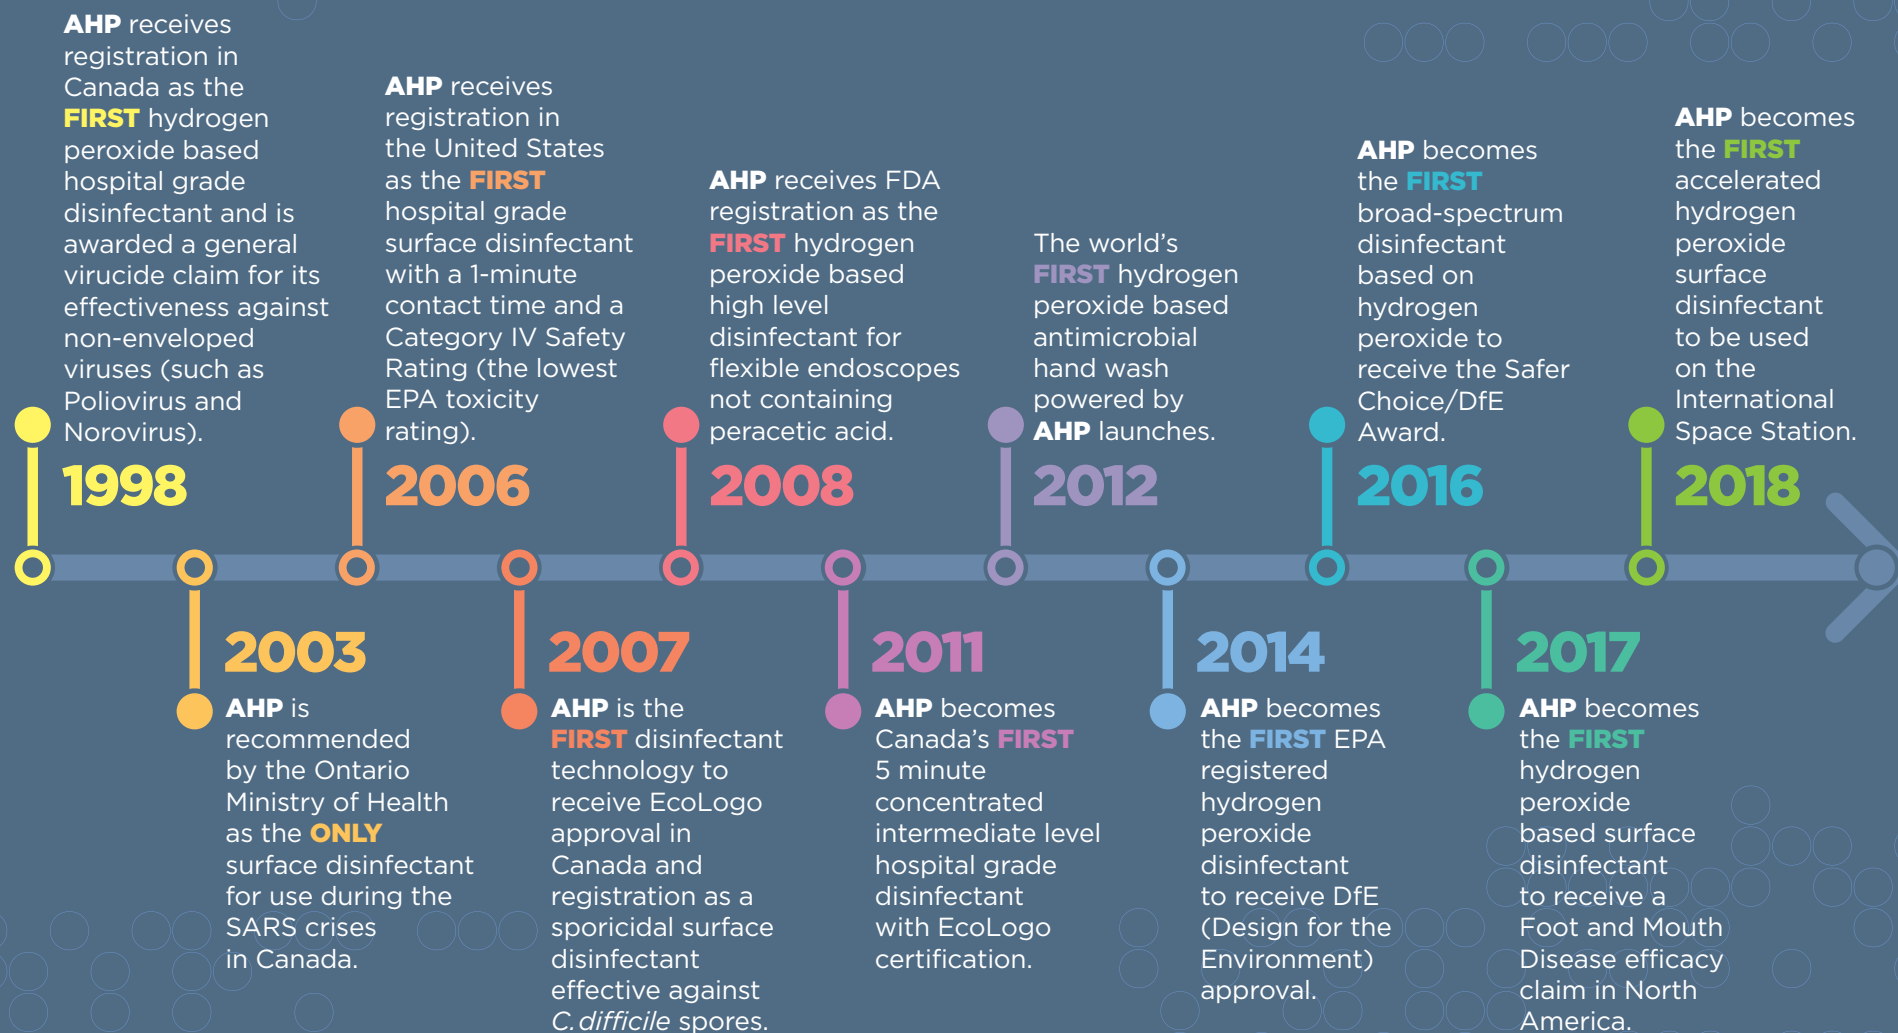 AHP receives
registration in
Canada as the
FIRST hydrogen
peroxide based
hospital grade
disinfectant and is
awarded a general
virucide claim for its
effectiveness against
non-enveloped
viruses (such as
Poliovirus and
Norovirus).
1998
2003
AHP is
recommended
by the Ontario
Ministry of Health
as the ONLY
surface disinfectant
for use during the
SARS crises
in Canada.
AHP receives
registration in
the United States
as the FIRST
hospital grade
surface disinfectant
with a 1-minute
contact time and a
Category IV Safety
Rating (the lowest
EPA toxicity
rating).
2006
2007
AHP is the
FIRST disinfectant
technology to
receive EcoLogo
approval in
Canada and
registration as a
sporicidal surface
disinfectant
effective against
C. difficile spores.
AHP receives FDA
registration as the
FIRST hydrogen
peroxide based
high level
disinfectant for
flexible endoscopes
not containing
peracetic acid.
2008
2011
AHP becomes
Canada's FIRST
5 minute
concentrated
intermediate level
hospital grade
disinfectant
with EcoLogo
certification.
The world's
FIRST hydrogen
peroxide based
antimicrobial
hand wash
powered by
AHP launches.
2012
2014
AHP becomes
the FIRST EPA
registered
hydrogen
peroxide
disinfectant
to receive DfE
(Design for the
Environment)
approval.
AHP becomes
the FIRST
broad-spectrum
disinfectant
based on
hydrogen
peroxide to
receive the Safer
Choice/DfE
Award.
2016
2017
AHP becomes
the FIRST
hydrogen
peroxide
based surface
disinfectant
to receive a
Foot and Mouth
Disease efficacy
claim in North
America.
AHP becomes
the FIRST
accelerated
hydrogen
peroxide
surface
disinfectant
to be used
on the
International
Space Station.
2018